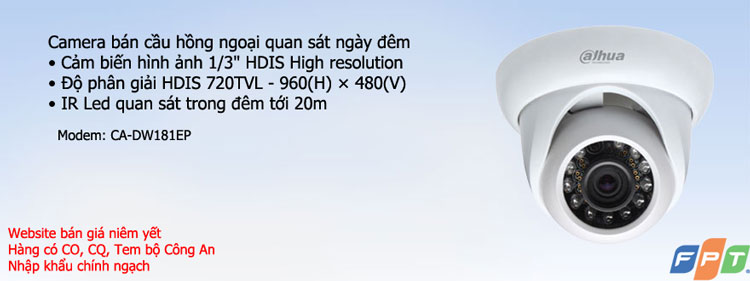 Camera bán cầu hồng ngoại quan sát ngày đêm
• Cảm biến hình ảnh 1/3" HDIS High resolution
• Độ phân giải HDIS 720TVL - 960(H) × 480(V)
• IR Led quan sát trong đêm tới 20m
Modem: CA-DW181EP
alhua
Website bán giá niêm yết
Hàng có CO, CQ, Tem bộ Công An
Nhập khẩu chính ngạch
FPT